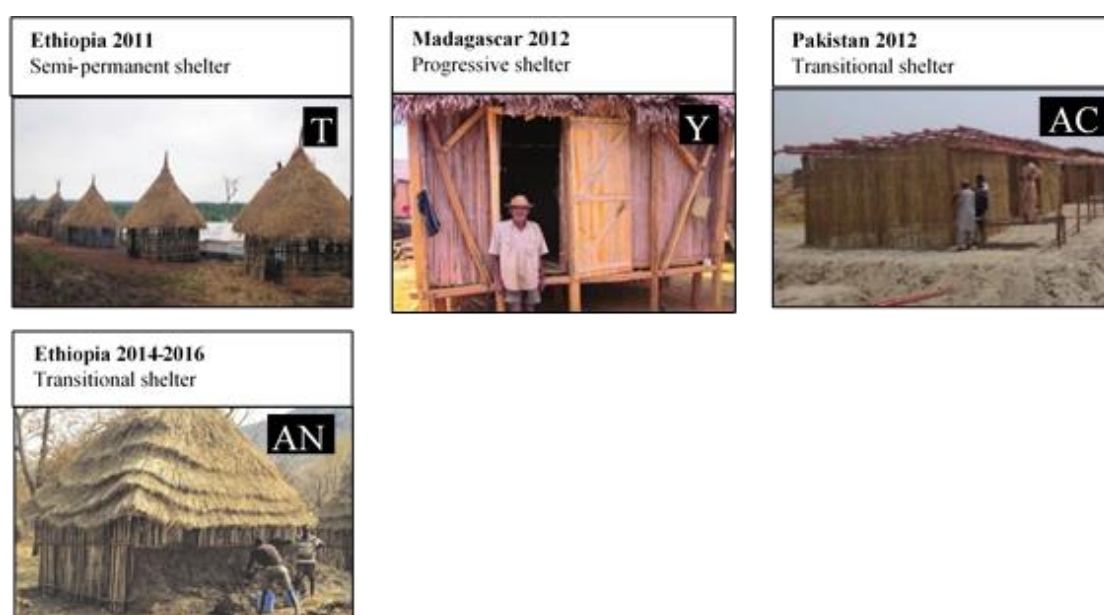 Ethiopia 2011
Semi-permanent shelter
T
Madagascar 2012
Progressive shelter
Y
Pakistan 2012
Transitional shelter
AC
Ethiopia 2014-2016
Transitional shelter
AN